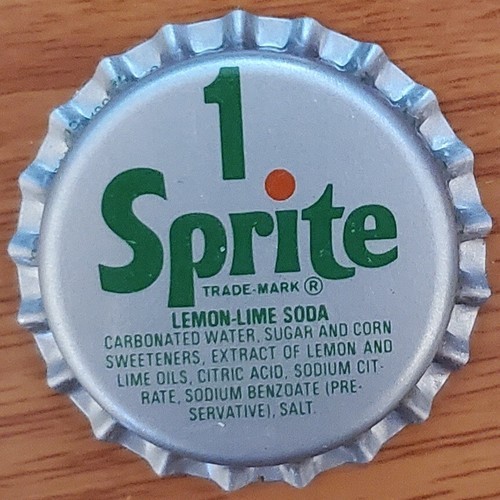 1
Sprite
TRADE-MARK ®
LEMON-LIME SODA
CARBONATED WATER, SUGAR AND CORN
SWEETENERS, EXTRACT OF LEMON AND
LIME OILS, CITRIC ACID, SODIUM CIT-
RATE, SODIUM BENZOATE (PRE-
SERVATIVE), SALT.